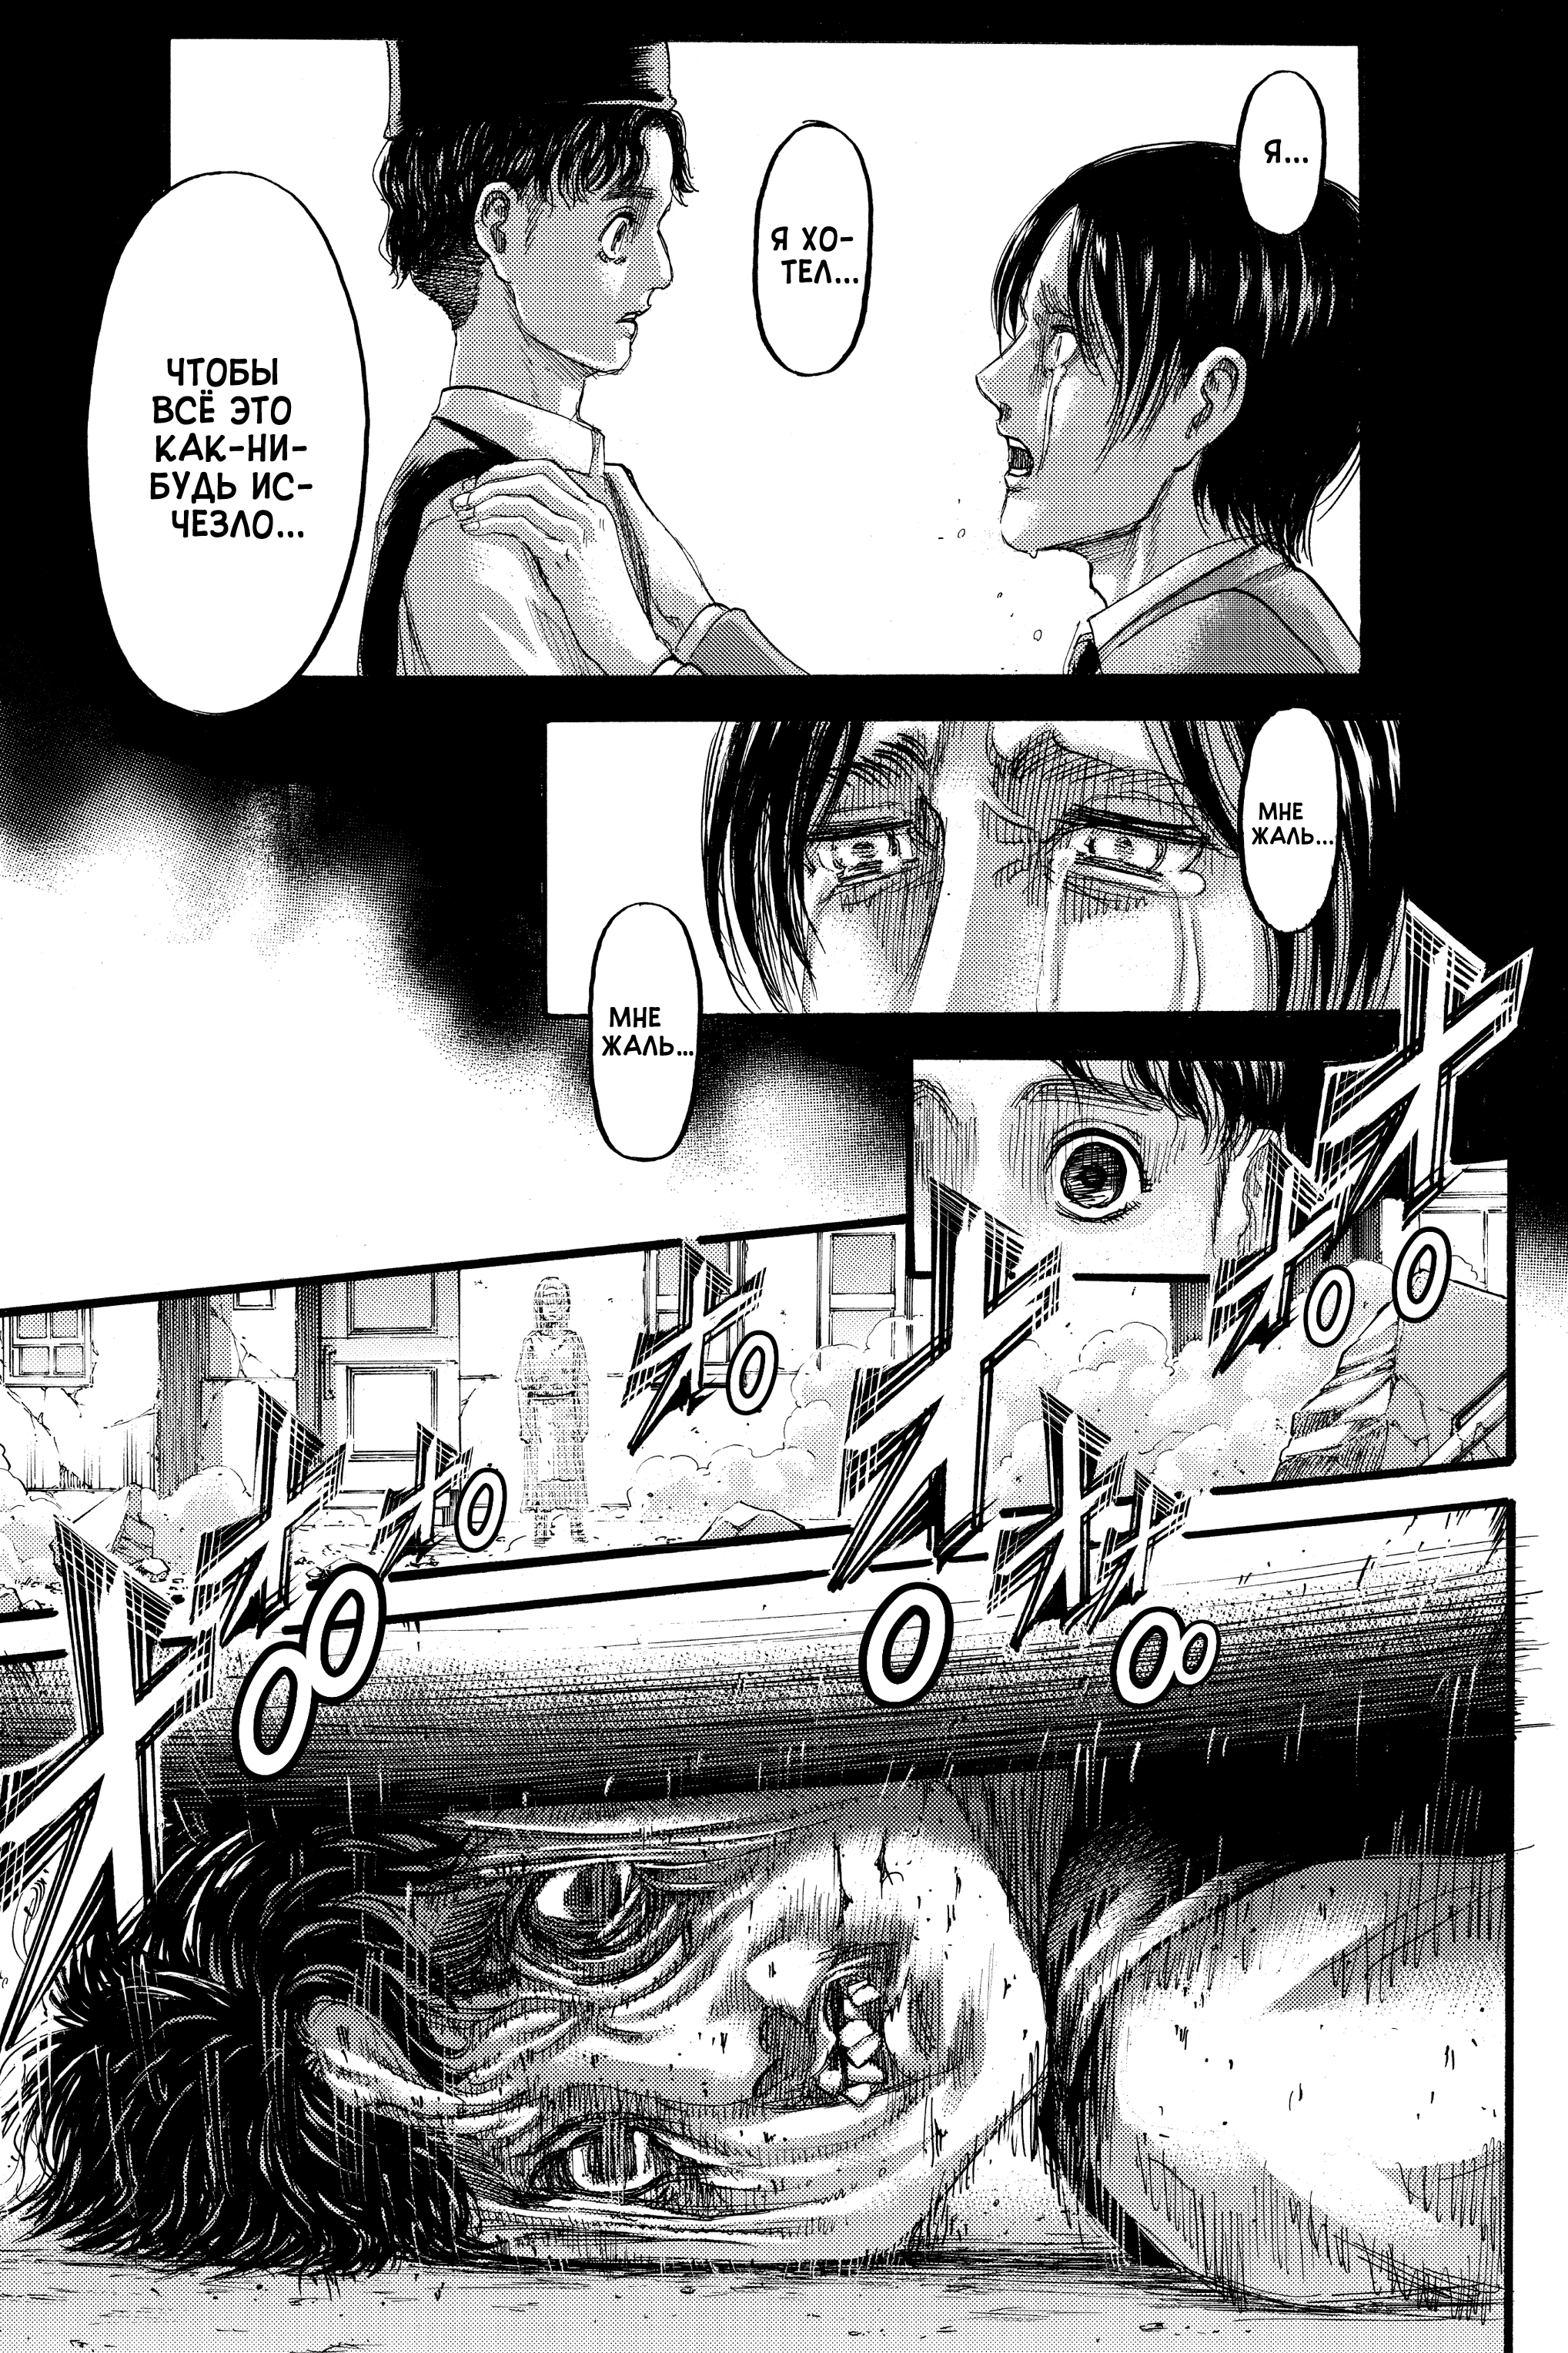 Я...
Я ХО-
ТЕЛ...
ЧТОБЫ
ВСЁ ЭТО
КАК-НИ-
БУДЬ ИС-
ЧЕЗЛО...
МНЕ
ЖАЛЬ...
МНЕ
ЖАЛЬ...